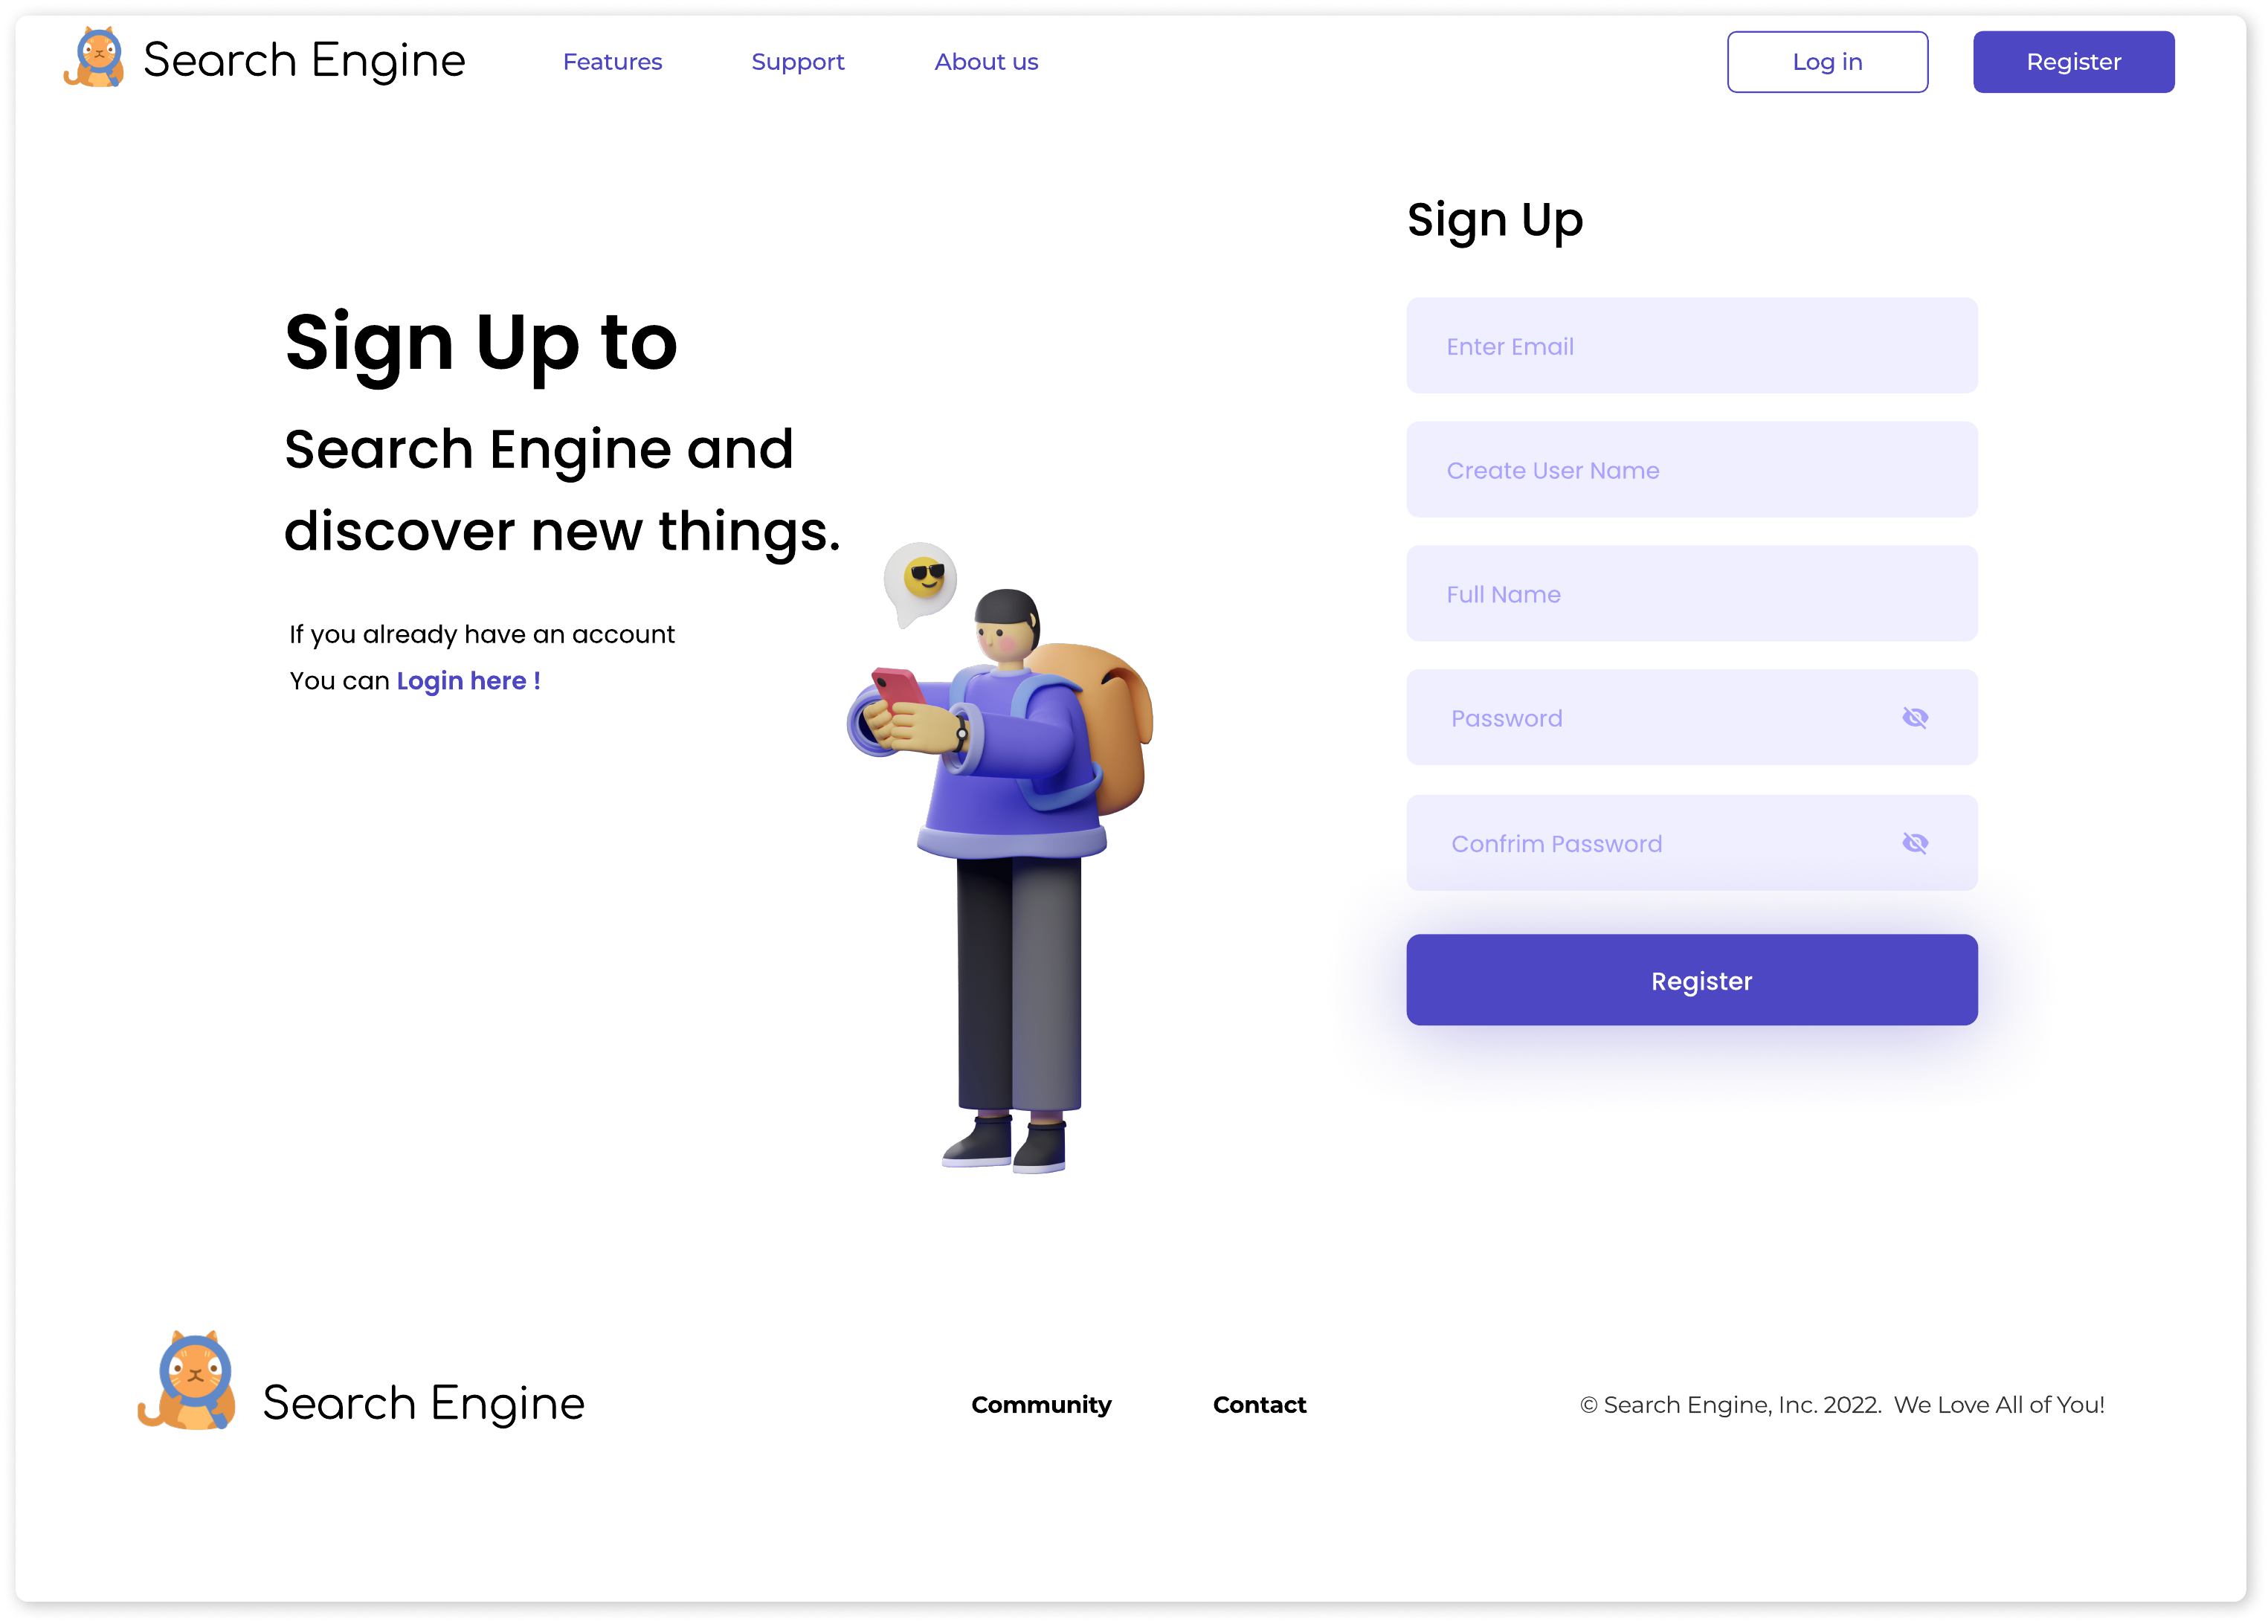 Search Engine
Features
Support
About us
Log in
Register
Sign Up to
Search Engine and
discover new things.
If you already have an account
You can Login here !
Sign Up
Enter Email
Create User Name
Full Name
Password
Confrim Password
Register
Search Engine
Community
Contact
© Search Engine, Inc. 2022. We Love All of You!